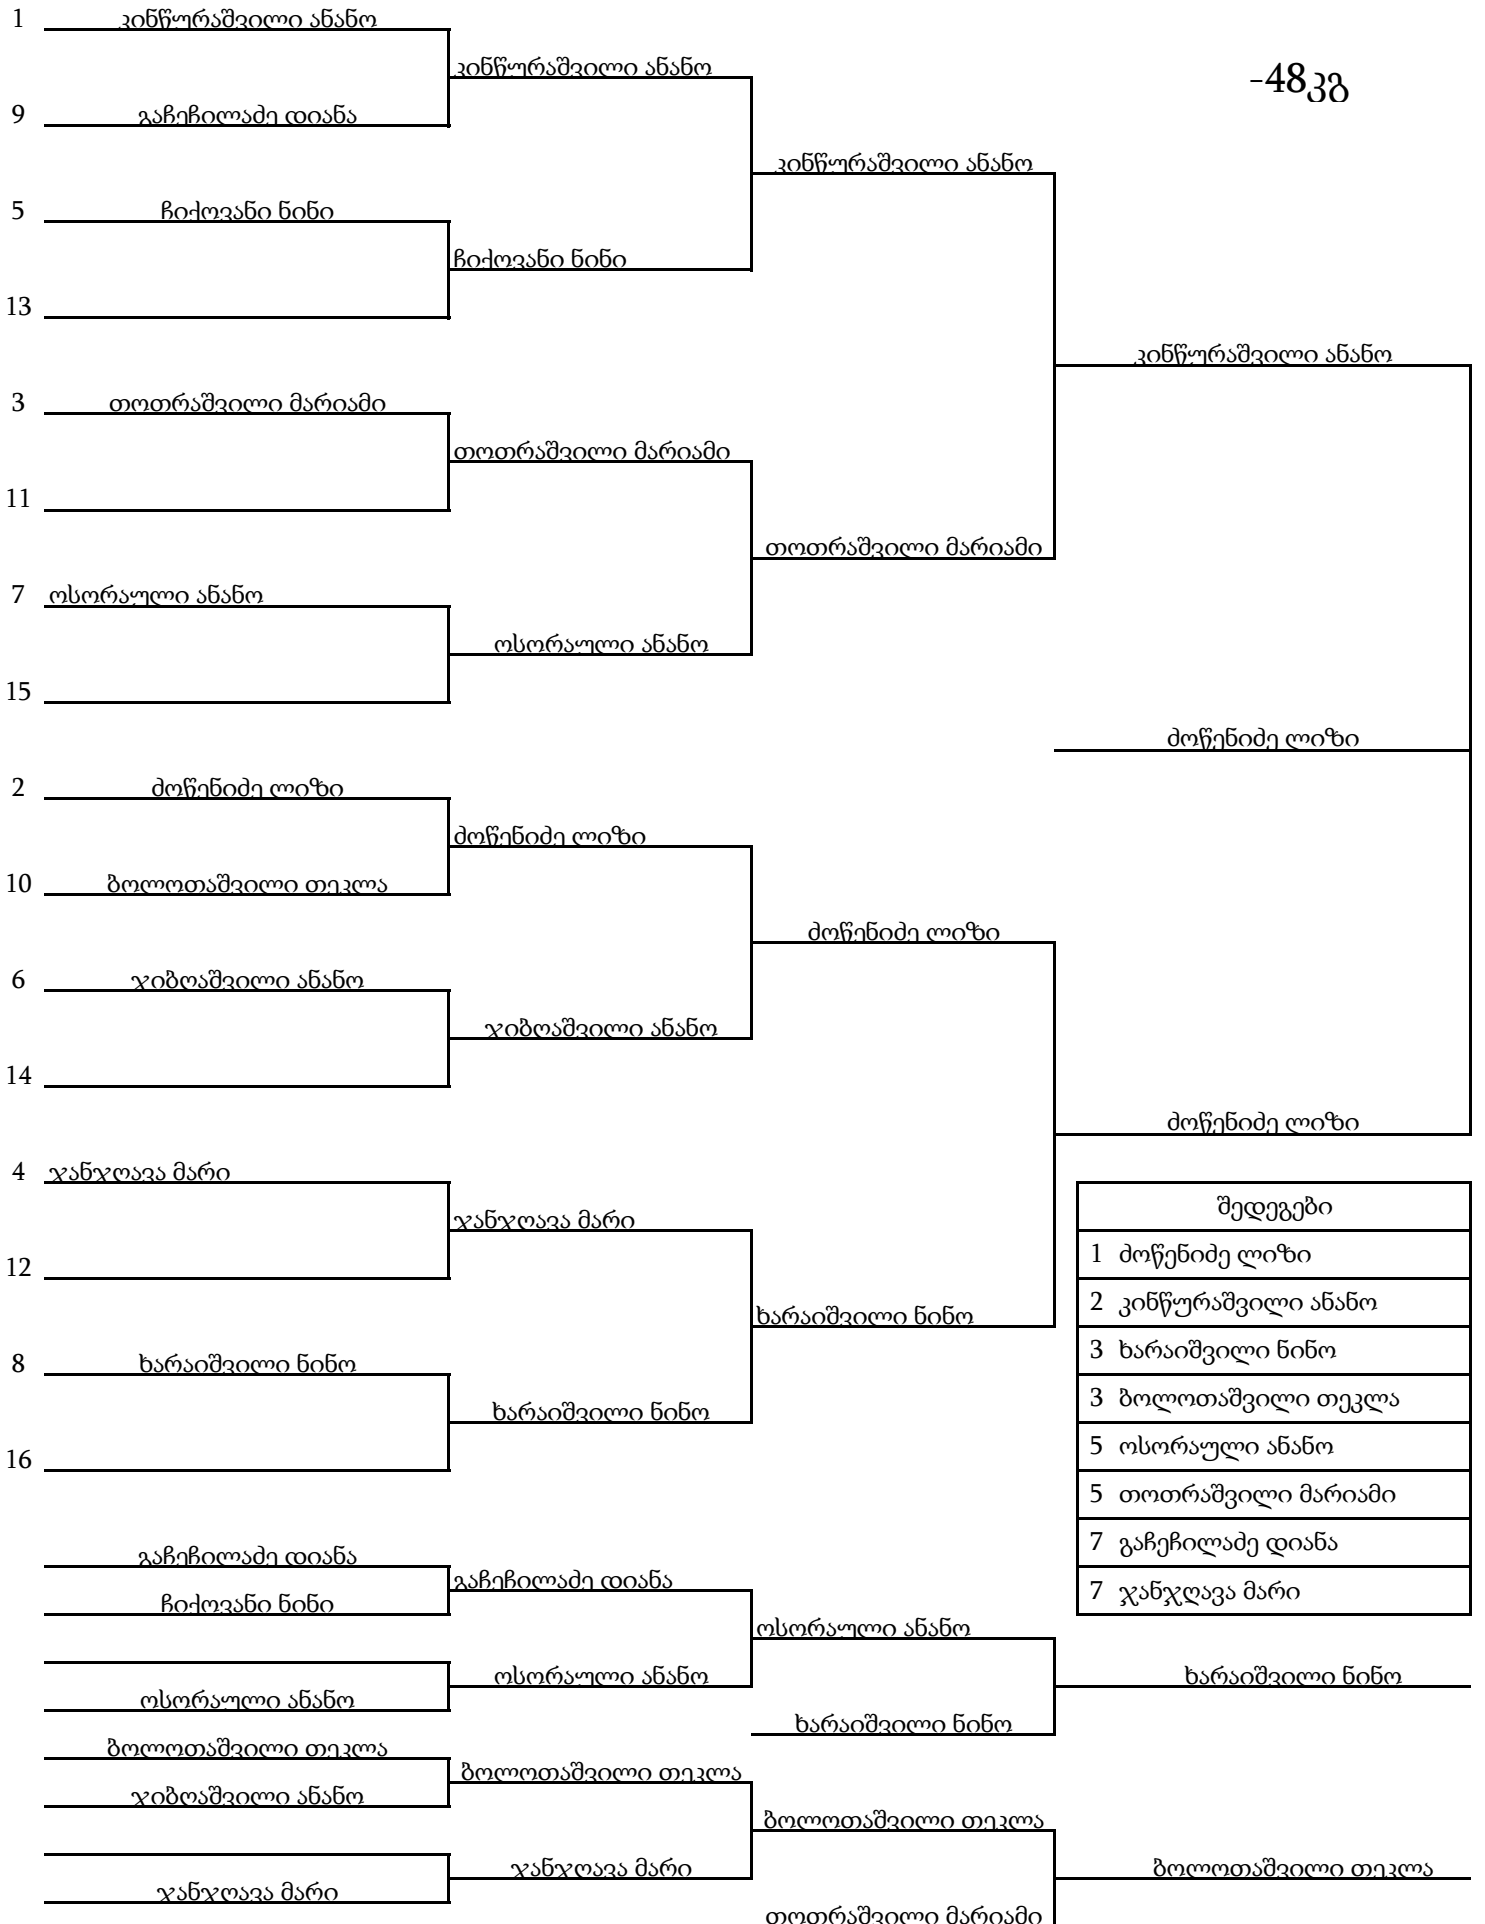 1 კინწურაშვილი ანანო
კინწურაშვილი ანანო
-48კგ
9 გაჩეჩილაძე დიანა
კინწურაშვილი ანანო
5 ჩიქოვანი ნინი
ჩიქოვანი ნინი
13
კინწურაშვილი ანანო
3 თოთრაშვილი მარიამი
თოთრაშვილი მარიამი
11
თოთრაშვილი მარიამი
7 ოსორაული ანანო
ოსორაული ანანო
15
ძოწენიძე ლიზი
2 ძოწენიძე ლიზი
ძოწენიძე ლიზი
10 ბოლოთაშვილი თეკლა
ძოწენიძე ლიზი
6 ჯიბღაშვილი ანანო
ჯიბღაშვილი ანანო
14
ძოწენიძე ლიზი
4 ჯანჯღავა მარი
ჯანჯღავა მარი
12
ხარაიშვილი ნინო
8 ხარაიშვილი ნინო
ხარაიშვილი ნინო
16
შედეგები
1 ძოწენიძე ლიზი
2 კინწურაშვილი ანანო
3 ხარაიშვილი ნინო
3 ბოლოთაშვილი თეკლა
5 ოსორაული ანანო
5 თოთრაშვილი მარიამი
7 გაჩეჩილაძე დიანა
7 ჯანჯღავა მარი
გაჩეჩილაძე დიანა
გაჩეჩილაძე დიანა
ჩიქოვანი ნინი
ოსორაული ანანო
ოსორაული ანანო
ხარაიშვილი ნინო
ოსორაული ანანო
ხარაიშვილი ნინო
ბოლოთაშვილი თეკლა
ბოლოთაშვილი თეკლა
ჯიბღაშვილი ანანო
ბოლოთაშვილი თეკლა
ჯანჯღავა მარი
ბოლოთაშვილი თეკლა
ჯანჯღავა მარი
თოთრაშვილი მარიამი